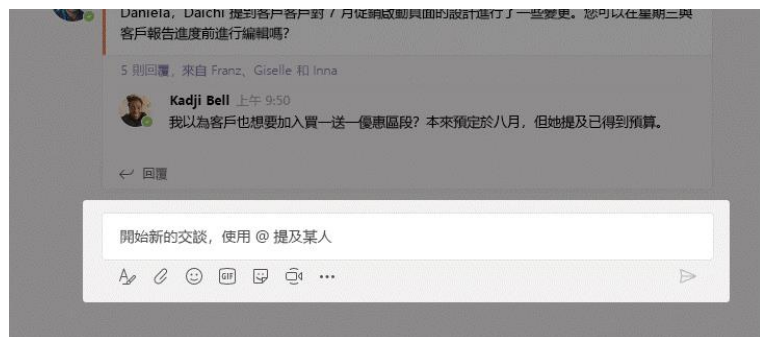 Daniela，Daichi 提到客戶客戶對 7 月促銷啟動頁面的設計進行了一些變更。您可以在星期三與
客戶報告進度前進行編輯嗎?
5 則回覆，來自 Franz、Giselle 和 Inna
Kadji Bell 上午 9:50
我以為客戶也想要加入買一送一優惠區段? 本來預定於八月，但她提及已得到預算。
回覆
開始新的交談，使用 @ 提及某人
GIF